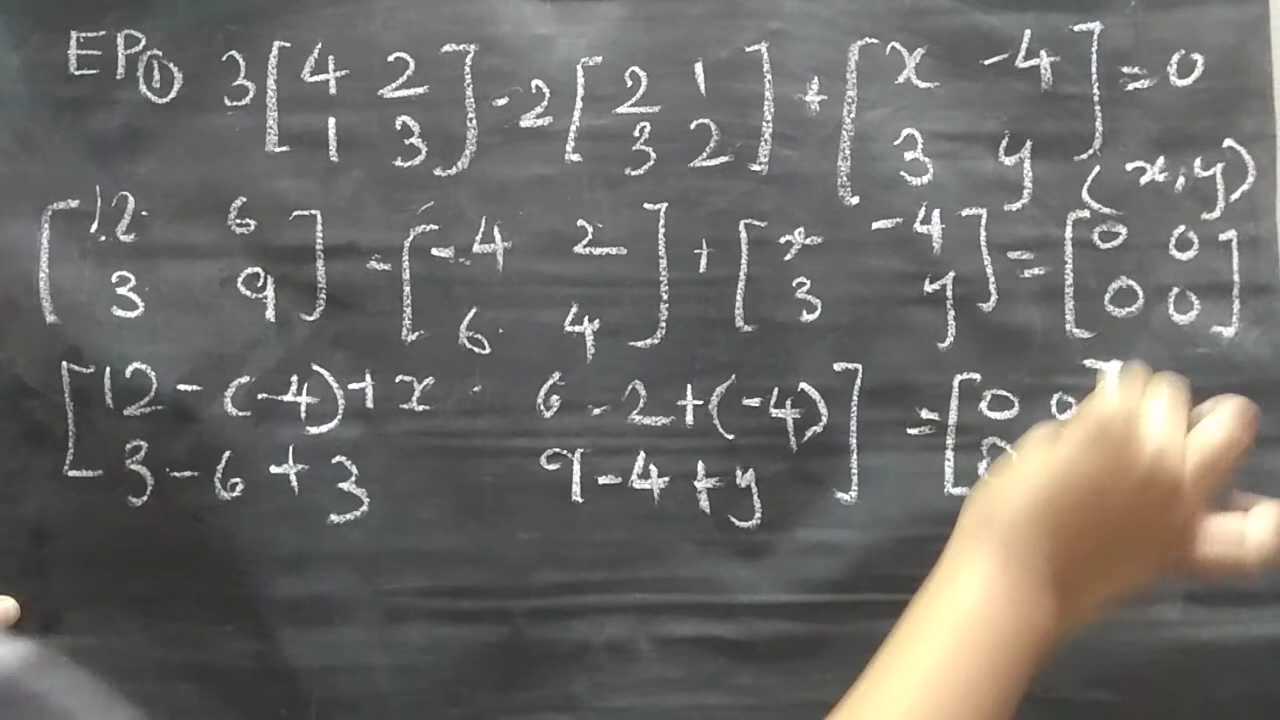 EP① 3[4 2] - 2[2 1] + [x -4] = 0
[1 3] [3 2] [3 y] (x,y)
[12 6] - [-4 2] + [x -4] = [0 0]
[3 9] [6 4] [3 y] [0 0]
[12-(-4)+x 6-2+(-4)] = [0 0]
[3-6+3 9-4+y] [0